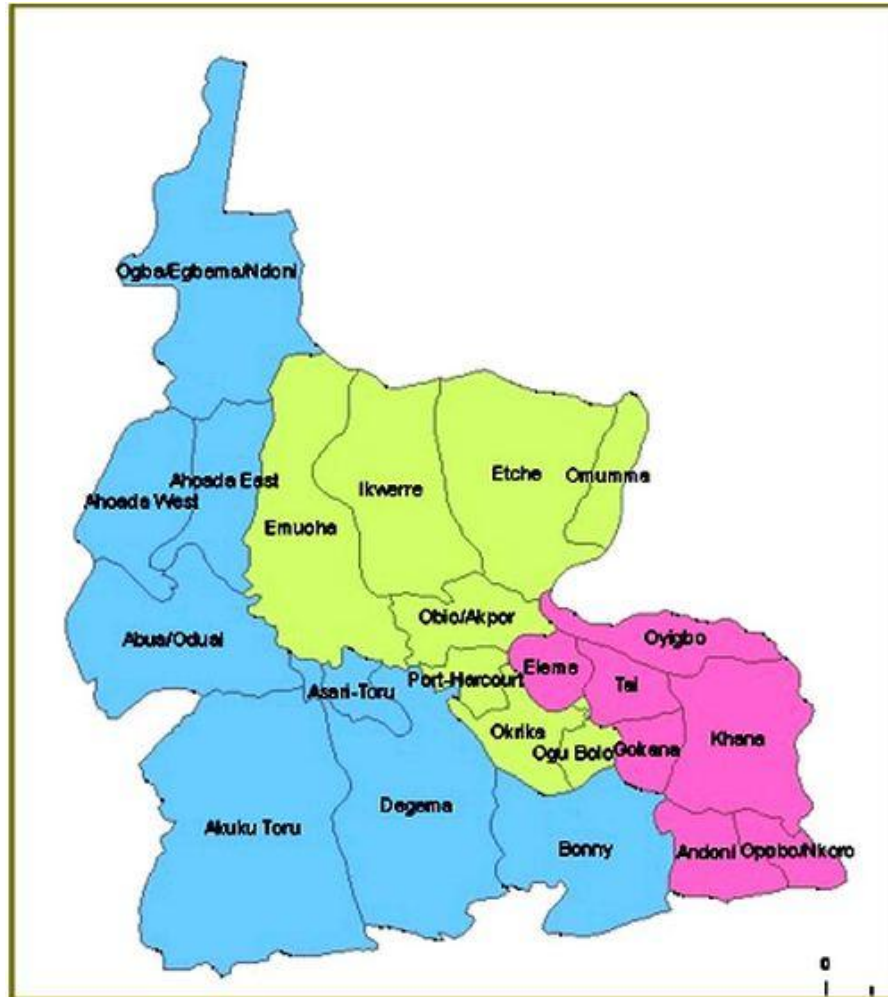 Ogba/Egbema/Ndoni
Ahoada East
Ahoada West
Emuoha
Ikwerre
Etche
Omumma
Obio/Akpor
Abua/Odual
Oyigbo
Eleme
Tai
Port-Harcourt
Asari-Toru
Okrika
Ogu Bolo
Gokana
Khana
Akuku Toru
Degema
Bonny
Andoni
Opobo/Nkoro
0